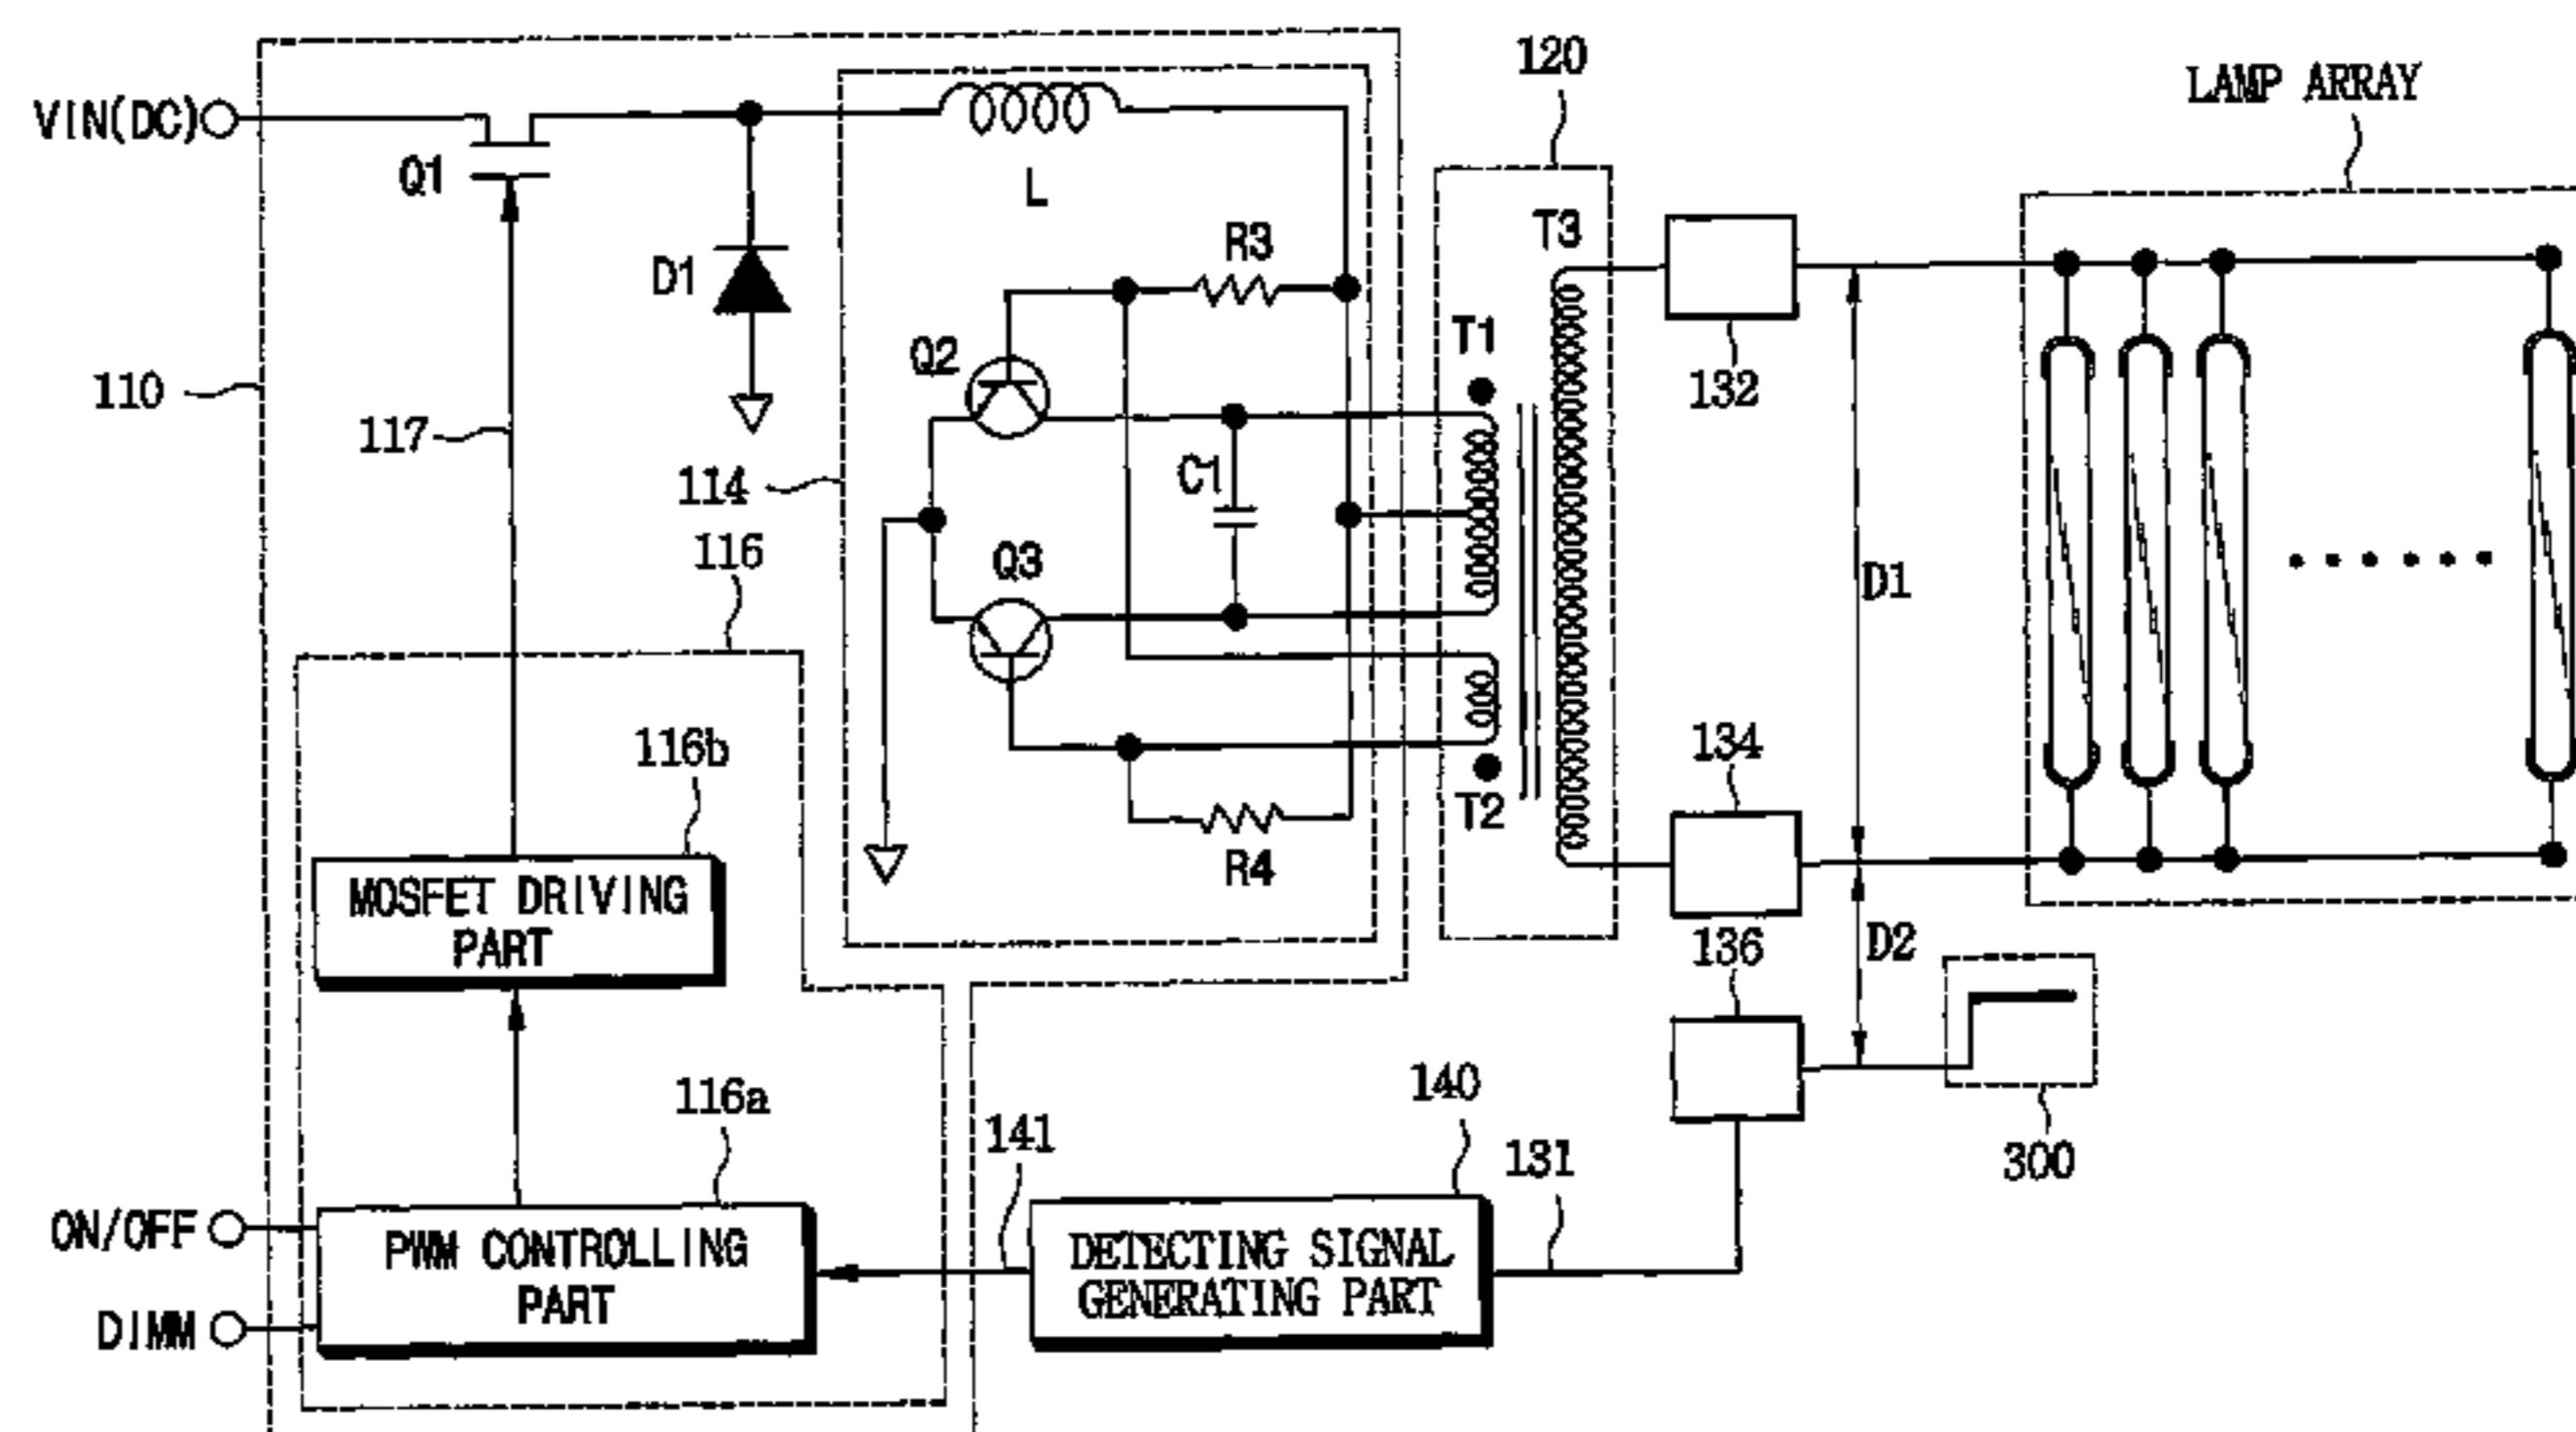 120
LAMP ARRAY
VIN(DC)
Q1
L
T3
R3
D1
T1
Q2
132
110
117
114
C1
116
Q3
D1
116b
134
T2
R4
MOSFET DRIVING
PART
136
D2
116a
140
141
131
300
ON/OFF
PWM CONTROLLING
PART
DETECTING SIGNAL
GENERATING PART
DIMM